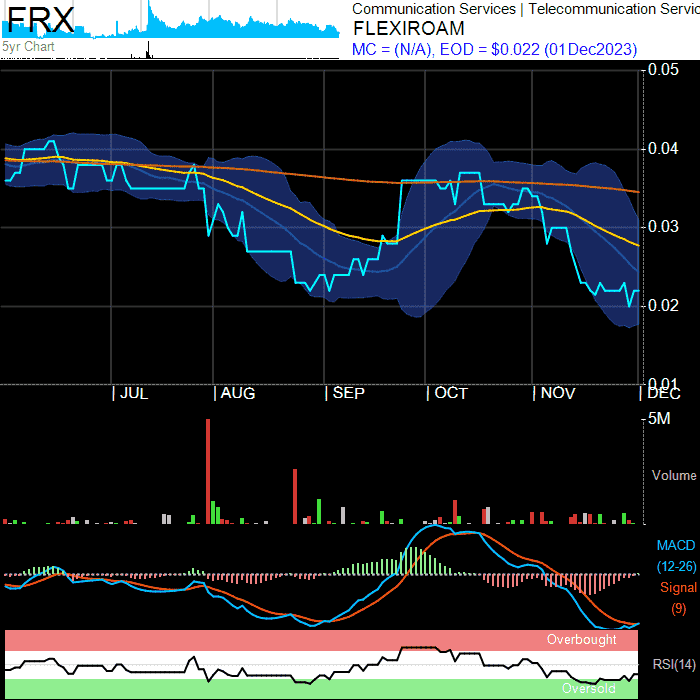 FRX
5yr Chart
Communication Services | Telecommunication Servic
FLEXIROAM
MC = (N/A), EOD = $0.022 (01Dec2023)
0.05
0.04
0.03
0.02
0.01
JUL AUG SEP OCT NOV DEC
5M
Volume
MACD
(12-26)
Signal
(9)
Overbought
RSI(14)
Oversold